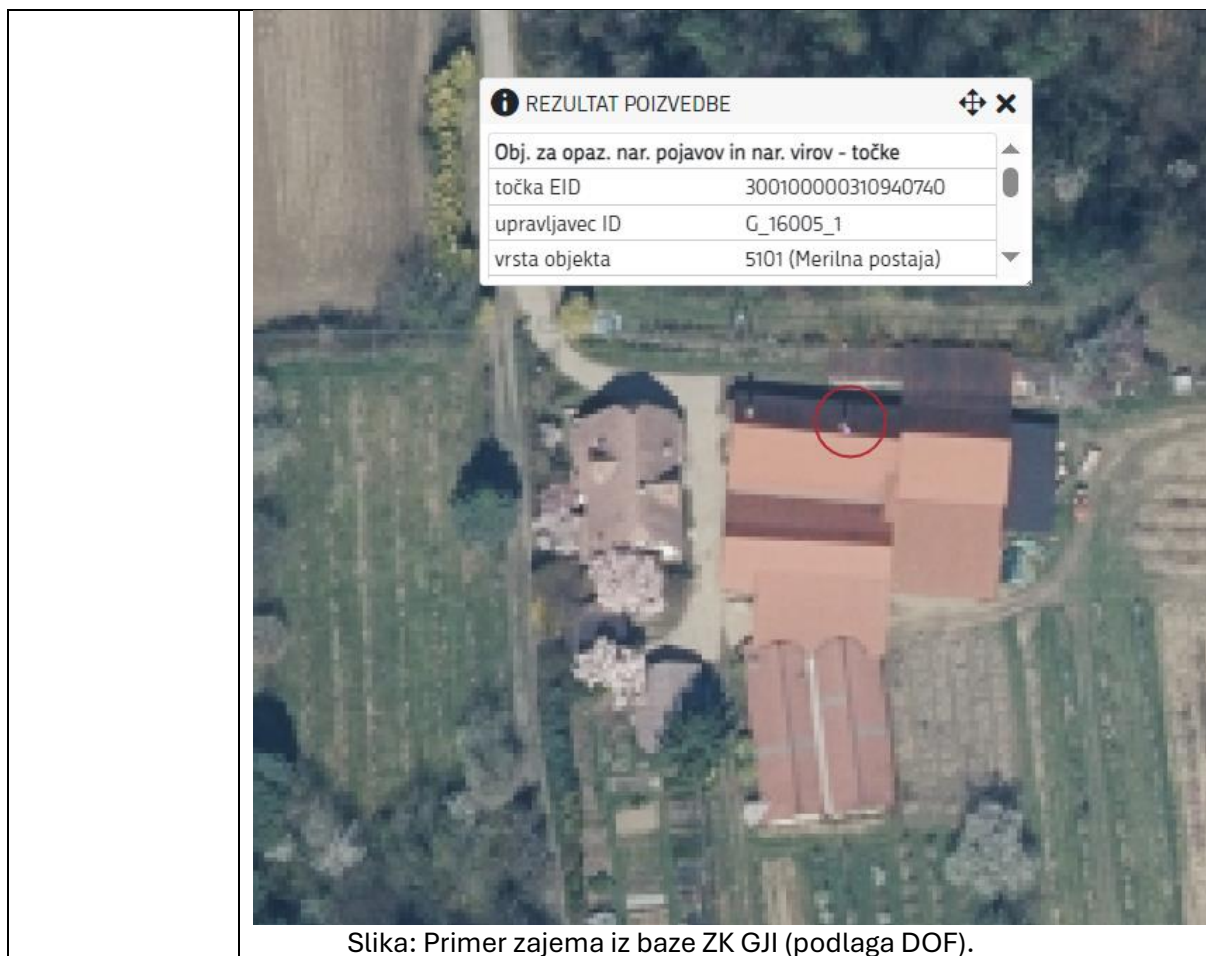 REZULTAT POIZVEDBE
Obj. za opaz. nar. pojavov in nar. virov - točke
točka EID 300100000310940740
upravljavec ID G_16005_1
vrsta objekta 5101 (Merilna postaja)
Slika: Primer zajema iz baze ZK GJI (podlaga DOF).